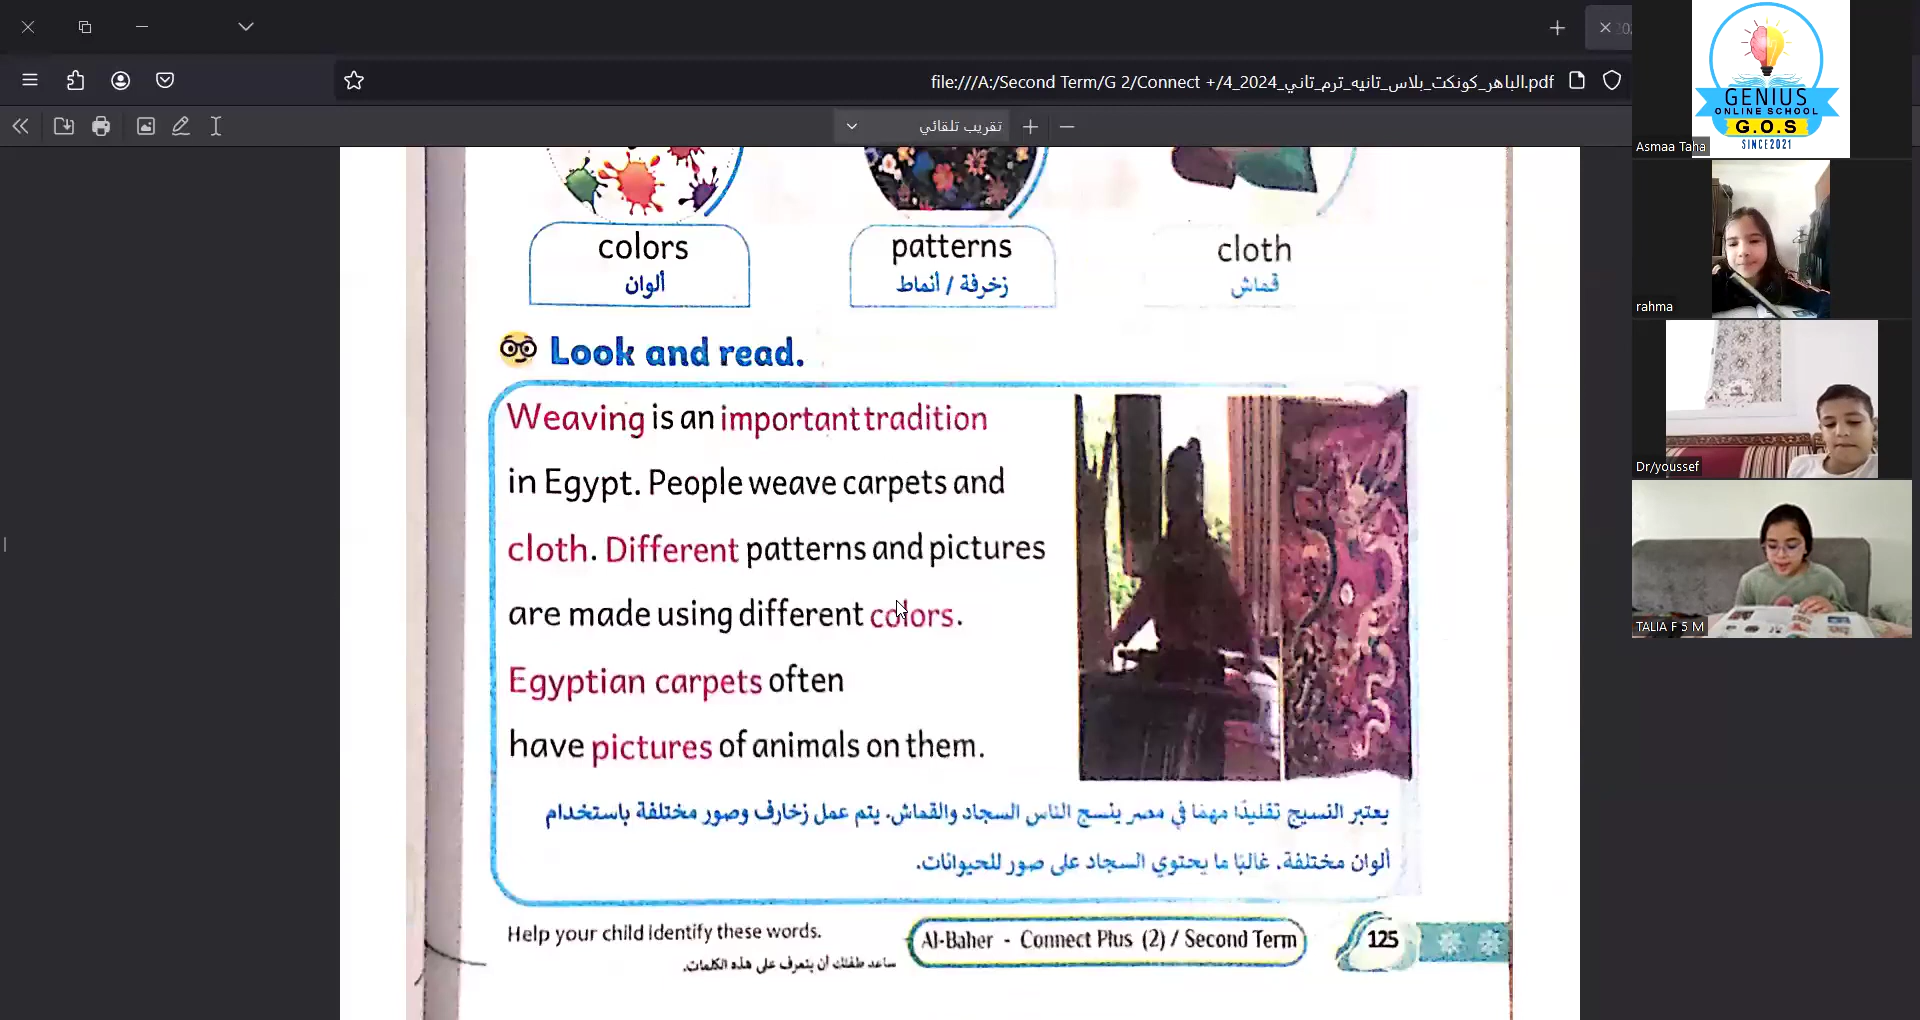 file:///A:/Second Term/G 2/Connect +/4_2024_الباهر_كونكت_بلاس_ثانيه_ترم_تاني.pdf
تقريب تلقائي
GENIUS
ONLINE SCHOOL
G.O.S
SINCE2021
Asmaa Taha
rahma
Dr/youssef
TALIA F 5 M
colors
ألوان
patterns
زخرفة / أنماط
cloth
قماش
Look and read.
Weaving is an important tradition
in Egypt. People weave carpets and
cloth. Different patterns and pictures
are made using different colors.
Egyptian carpets often
have pictures of animals on them.
يعتبر النسيج تقليدًا مهمًا في مصر ينسج الناس السجاد والقماش. يتم عمل زخارف وصور مختلفة باستخدام
ألوان مختلفة. غالبًا ما يحتوي السجاد على صور للحيوانات.
Help your child identify these words.
ساعد طفلك أن يتعرف على هذه الكلمات.
Al-Baher - Connect Plus (2) / Second Term
125